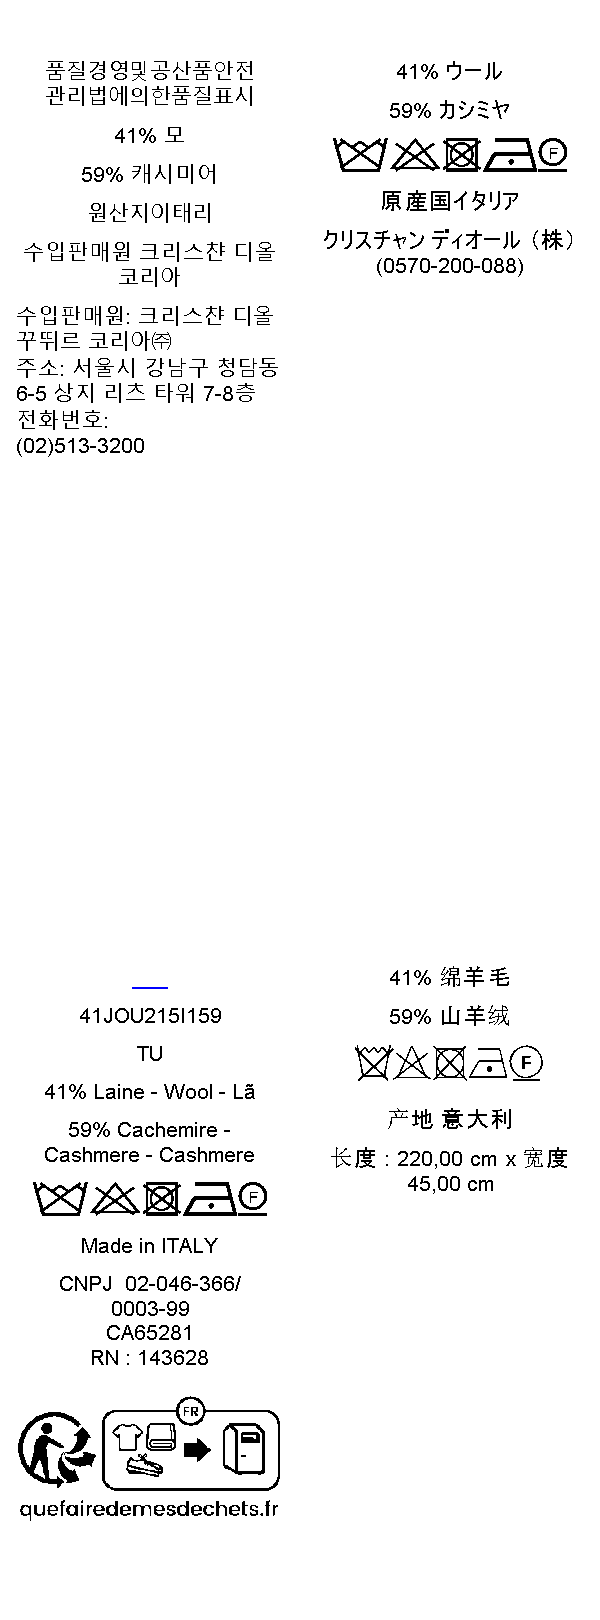 품질경영및공산품안전
관리법에의한품질표시
41% 모
59% 캐시미어
원산지이태리
수입판매원 크리스챤 디올
코리아
수입판매원: 크리스챤 디올
꾸뛰르 코리아㈜
주소: 서울시 강남구 청담동
6-5 상지 리츠 타워 7-8층
전화번호:
(02)513-3200
41% ウール
59% カシミヤ
F
原産国イタリア
クリスチャン ディオール（株）
(0570-200-088)
41JOU215I159
TU
41% Laine - Wool - Lã
59% Cachemire -
Cashmere - Cashmere
F
Made in ITALY
CNPJ 02-046-366/
0003-99
CA65281
RN : 143628
FR
quefairedemesdechets.fr
41% 绵羊毛
59% 山羊绒
F
产地 意大利
长度 : 220,00 cm x 宽度
45,00 cm